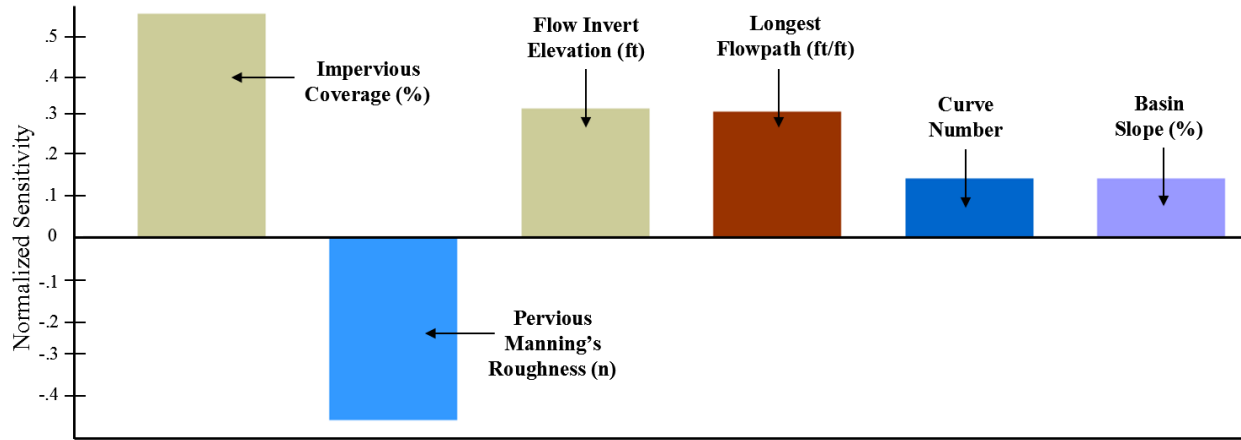 .5
.4
.3
.2
.1
0
-.1
-.2
-.3
-.4
Normalized Sensitivity
Impervious
Coverage (%)
Pervious
Manning’s
Roughness (n)
Flow Invert
Elevation (ft)
Longest
Flowpath (ft/ft)
Curve
Number
Basin
Slope (%)